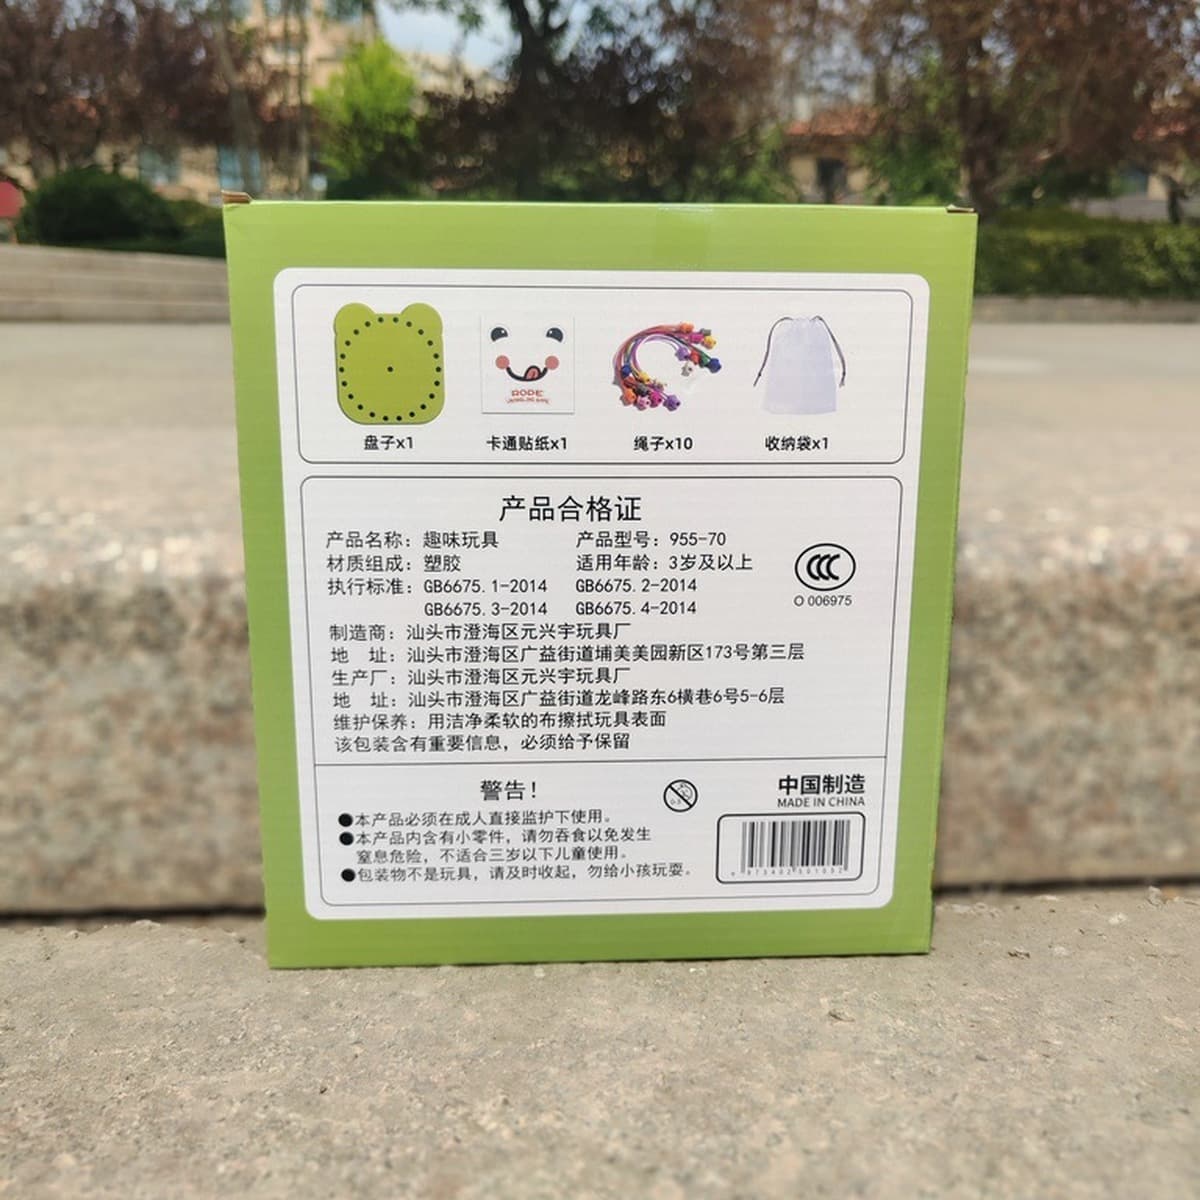 RODE
盘子x1 卡通贴纸x1 绳子x10 收纳袋x1
产品合格证
产品名称：趣味玩具 产品型号：955-70
材质组成：塑胶 适用年龄：3岁及以上
执行标准：GB6675.1-2014 GB6675.2-2014
GB6675.3-2014 GB6675.4-2014
CCC
O 006975
制造商：汕头市澄海区元兴宇玩具厂
地 址：汕头市澄海区广益街道埔美美园新区173号第三层
生产厂：汕头市澄海区元兴宇玩具厂
地 址：汕头市澄海区广益街道龙峰路东6横巷6号5-6层
维护保养：用洁净柔软的布擦拭玩具表面
该包装含有重要信息，必须给予保留
警告！
●本产品必须在成人直接监护下使用。
●本产品内含有小零件，请勿吞食以免发生
窒息危险，不适合三岁以下儿童使用。
●包装物不是玩具，请及时收起，勿给小孩玩耍。
0-3
中国制造
MADE IN CHINA